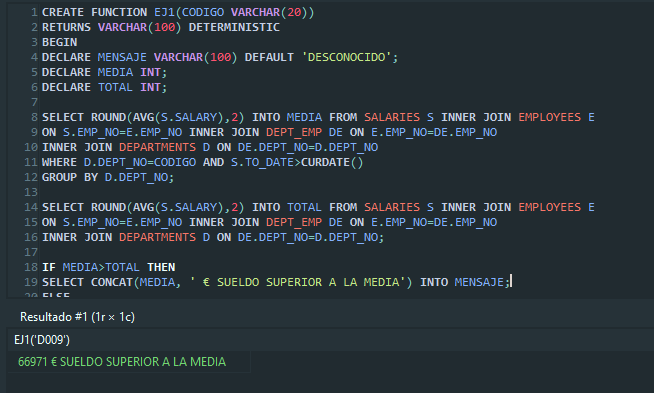 1 CREATE FUNCTION EJ1(CODIGO VARCHAR(20))
2 RETURNS VARCHAR(100) DETERMINISTIC
3 BEGIN
4 DECLARE MENSAJE VARCHAR(100) DEFAULT 'DESCONOCIDO';
5 DECLARE MEDIA INT;
6 DECLARE TOTAL INT;
7
8 SELECT ROUND(AVG(S.SALARY),2) INTO MEDIA FROM SALARIES S INNER JOIN EMPLOYEES E
9 ON S.EMP_NO=E.EMP_NO INNER JOIN DEPT_EMP DE ON E.EMP_NO=DE.EMP_NO
10 INNER JOIN DEPARTMENTS D ON DE.DEPT_NO=D.DEPT_NO
11 WHERE D.DEPT_NO=CODIGO AND S.TO_DATE>CURDATE()
12 GROUP BY D.DEPT_NO;
13
14 SELECT ROUND(AVG(S.SALARY),2) INTO TOTAL FROM SALARIES S INNER JOIN EMPLOYEES E
15 ON S.EMP_NO=E.EMP_NO INNER JOIN DEPT_EMP DE ON E.EMP_NO=DE.EMP_NO
16 INNER JOIN DEPARTMENTS D ON DE.DEPT_NO=D.DEPT_NO;
17
18 IF MEDIA>TOTAL THEN
19 SELECT CONCAT(MEDIA, ' € SUELDO SUPERIOR A LA MEDIA') INTO MENSAJE;
20 ELSE
Resultado #1 (1r × 1c)
EJ1('D009')
66971 € SUELDO SUPERIOR A LA MEDIA